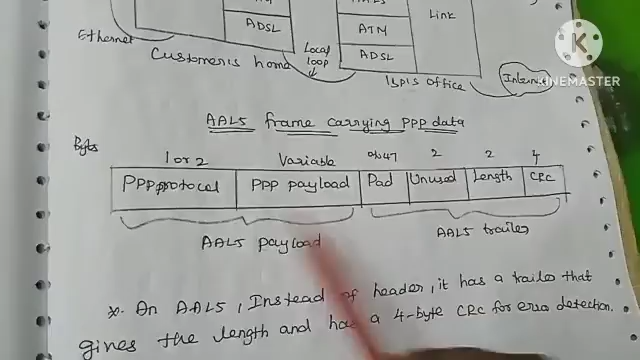 ADSL
ATM
ADSL
Link
Ethernet
Customer's home
Local
loop
ISP's office
KINEMASTER
AAL5 frame carrying PPP data
Bytes
1 or 2 Variable 0 to 47 2 2 4
PPP protocol PPP payload Pad Unused Length CRC
AAL5 payload
AAL5 trailer
*. An AAL5, Instead of header, it has a trailer that
gives the length and has a 4-byte CRC for error detection.